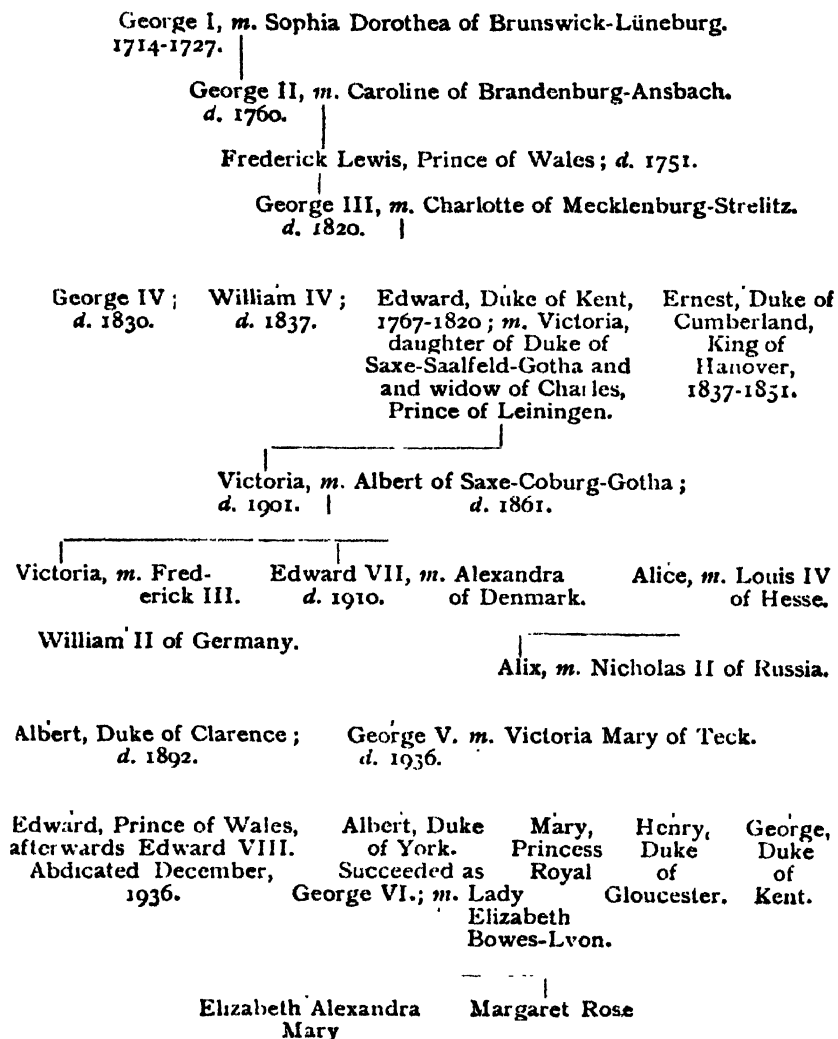 George I, m. Sophia Dorothea of Brunswick-Lüneburg.
1714-1727.
George II, m. Caroline of Brandenburg-Ansbach.
d. 1760.
Frederick Lewis, Prince of Wales; d. 1751.
George III, m. Charlotte of Mecklenburg-Strelitz.
d. 1820.
George IV;
d. 1830.
William IV;
d. 1837.
Edward, Duke of Kent,
1767-1820; m. Victoria,
daughter of Duke of
Saxe-Saalfeld-Gotha and
and widow of Charles,
Prince of Leiningen.
Ernest, Duke of
Cumberland,
King of
Hanover,
1837-1851.
Victoria, m. Albert of Saxe-Coburg-Gotha;
d. 1901. d. 1861.
Victoria, m. Fred-
erick III.
Edward VII, m. Alexandra
d. 1910. of Denmark.
Alice, m. Louis IV
of Hesse.
William II of Germany.
Alix, m. Nicholas II of Russia.
Albert, Duke of Clarence;
d. 1892.
George V. m. Victoria Mary of Teck.
d. 1936.
Edward, Prince of Wales,
afterwards Edward VIII.
Abdicated December,
1936.
Albert, Duke
of York.
Succeeded as
George VI.; m. Lady
Elizabeth
Bowes-Lyon.
Mary,
Princess
Royal
Henry,
Duke
of
Gloucester.
George,
Duke
of
Kent.
Elizabeth Alexandra
Mary
Margaret Rose